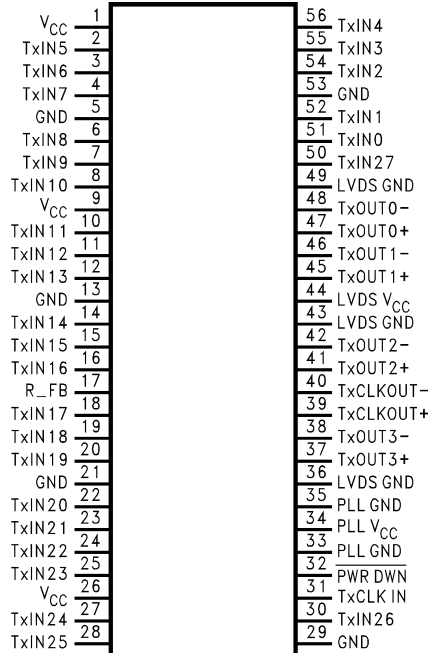 V_CC 1 56 TxIN4
TxIN5 2 55 TxIN3
TxIN6 3 54 TxIN2
TxIN7 4 53 GND
GND 5 52 TxIN1
TxIN8 6 51 TxIN0
TxIN9 7 50 TxIN27
TxIN10 8 49 LVDS GND
V_CC 9 48 TxOUT0−
TxIN11 10 47 TxOUT0+
TxIN12 11 46 TxOUT1−
TxIN13 12 45 TxOUT1+
GND 13 44 LVDS V_CC
TxIN14 14 43 LVDS GND
TxIN15 15 42 TxOUT2−
TxIN16 16 41 TxOUT2+
R_FB 17 40 TxCLKOUT−
TxIN17 18 39 TxCLKOUT+
TxIN18 19 38 TxOUT3−
TxIN19 20 37 TxOUT3+
GND 21 36 LVDS GND
TxIN20 22 35 PLL GND
TxIN21 23 34 PLL V_CC
TxIN22 24 33 PLL GND
TxIN23 25 32 PWR DWN
V_CC 26 31 TxCLK IN
TxIN24 27 30 TxIN26
TxIN25 28 29 GND